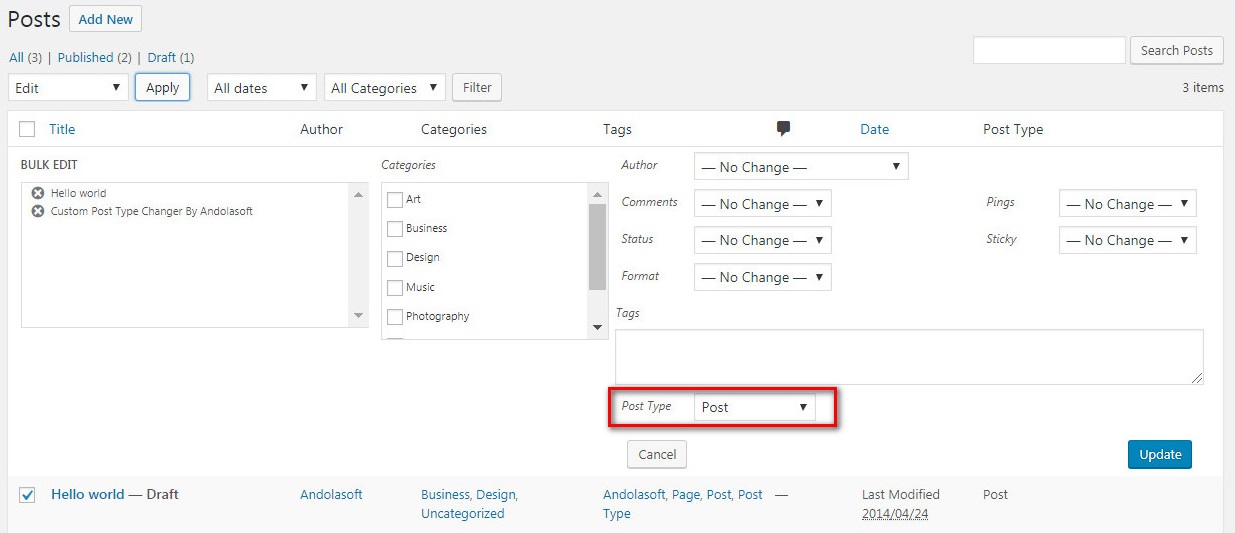 Posts Add New
All (3) | Published (2) | Draft (1)
Search Posts
Edit Apply All dates All Categories Filter 3 items
Title Author Categories Tags Date Post Type
BULK EDIT
Hello world
Custom Post Type Changer By Andolasoft
Categories
Art
Business
Design
Music
Photography
Author — No Change —
Comments — No Change — Pings — No Change —
Status — No Change — Sticky — No Change —
Format — No Change —
Tags
Post Type Post
Cancel Update
Hello world — Draft Andolasoft Business, Design, Andolasoft, Page, Post, Post — Last Modified Post
Uncategorized Type 2014/04/24